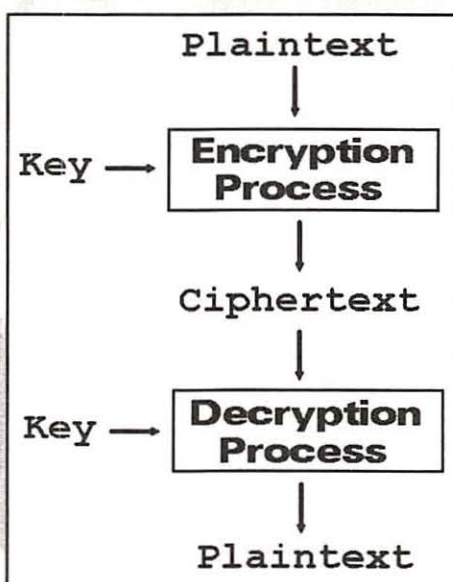 Plaintext
Key
Encryption
Process
Ciphertext
Key
Decryption
Process
Plaintext